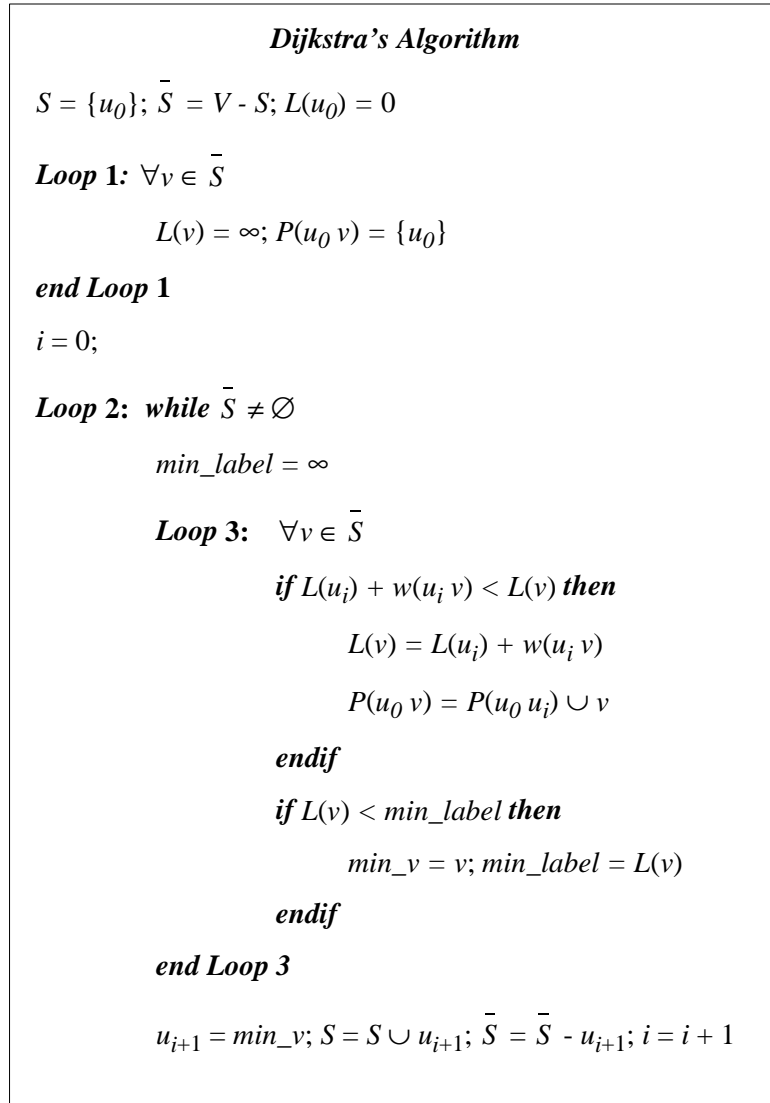 Dijkstra's Algorithm
S = {u₀}; S̄ = V - S; L(u₀) = 0
Loop 1: ∀v ∈ S̄
L(v) = ∞; P(u₀ v) = {u₀}
end Loop 1
i = 0;
Loop 2: while S̄ ≠ ∅
min_label = ∞
Loop 3: ∀v ∈ S̄
if L(uᵢ) + w(uᵢ v) < L(v) then
L(v) = L(uᵢ) + w(uᵢ v)
P(u₀ v) = P(u₀ uᵢ) ∪ v
endif
if L(v) < min_label then
min_v = v; min_label = L(v)
endif
end Loop 3
uᵢ₊₁ = min_v; S = S ∪ uᵢ₊₁; S̄ = S̄ - uᵢ₊₁; i = i + 1